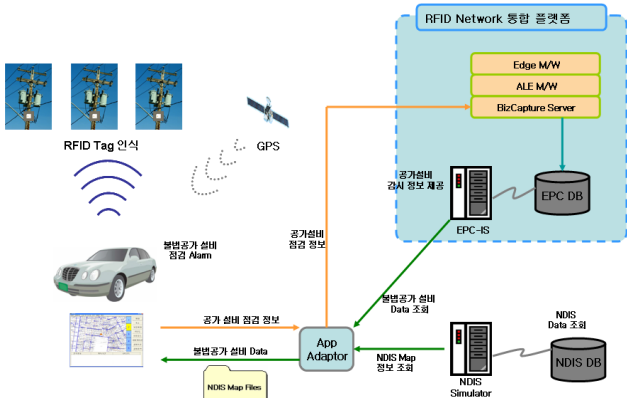 RFID Network 통합 플랫폼
Edge M/W
ALE M/W
BizCapture Server
RFID Tag 인식
GPS
공가설비
감시 정보 제공
EPC DB
EPC-IS
공가설비
점검 정보
불법공가 설비
점검 Alarm
불법공가 설비
Data 조회
공가 설비 점검 정보
App
Adaptor
NDIS
Data 조회
불법공가 설비 Data
NDIS Map
정보 조회
NDIS DB
NDIS Map Files
NDIS
Simulator